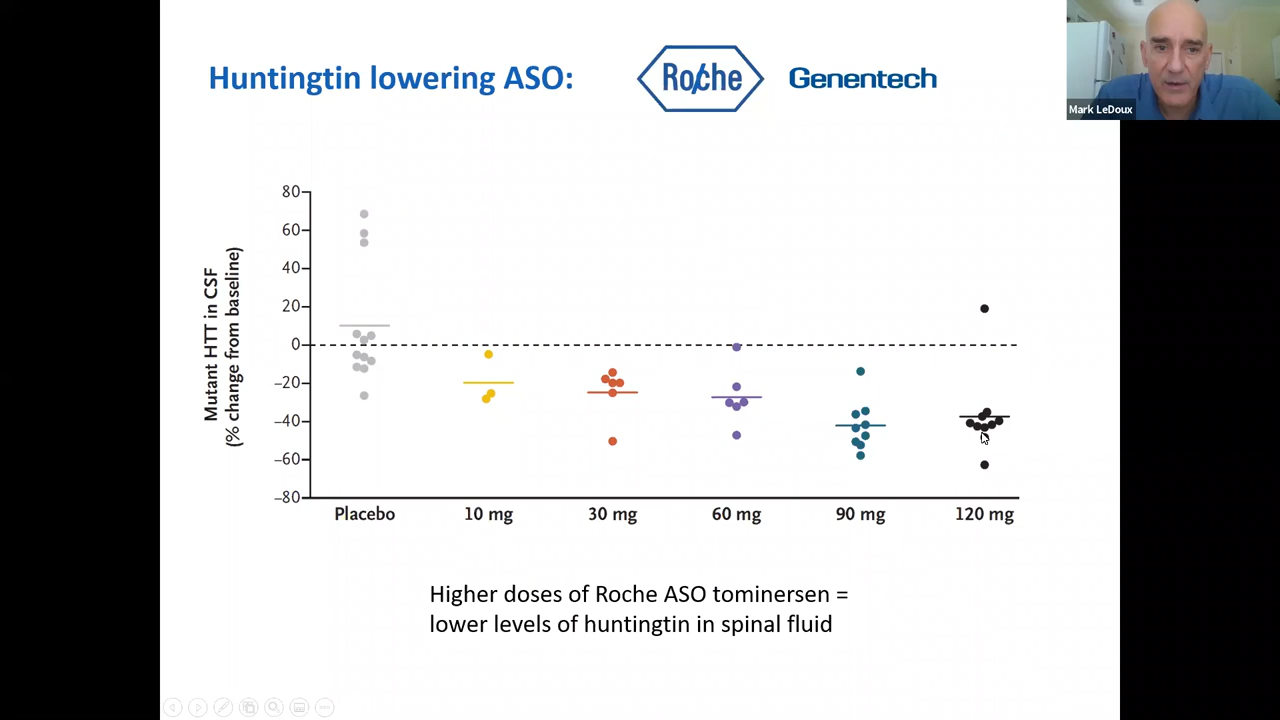 Huntingtin lowering ASO:
Roche
Genentech
Mark LeDoux
Mutant HTT in CSF
(% change from baseline)
80
60
40
20
0
–20
–40
–60
–80
Placebo
10 mg
30 mg
60 mg
90 mg
120 mg
Higher doses of Roche ASO tominersen =
lower levels of huntingtin in spinal fluid